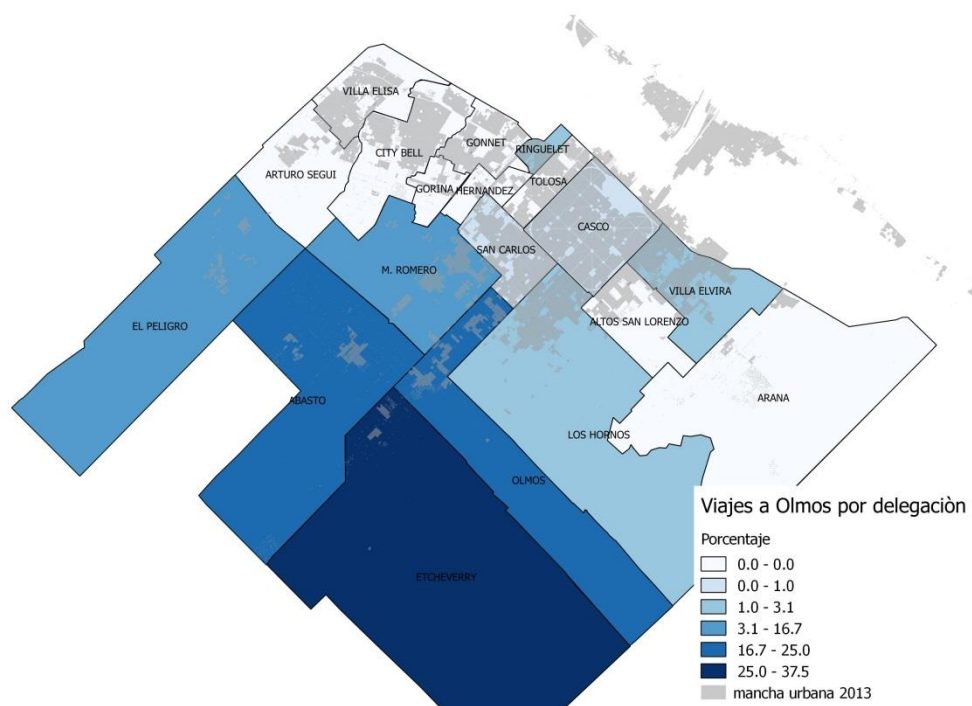 VILLA ELISA
GONNET
CITY BELL
RINGUELET
ARTURO SEGUI
TOLOSA
GORINA
HERNANDEZ
CASCO
SAN CARLOS
M. ROMERO
VILLA ELVIRA
EL PELIGRO
ALTOS SAN LORENZO
ABASTO
ARANA
LOS HORNOS
OLMOS
ETCHEVERRY
Viajes a Olmos por delegaciòn
Porcentaje
0.0 - 0.0
0.0 - 1.0
1.0 - 3.1
3.1 - 16.7
16.7 - 25.0
25.0 - 37.5
mancha urbana 2013